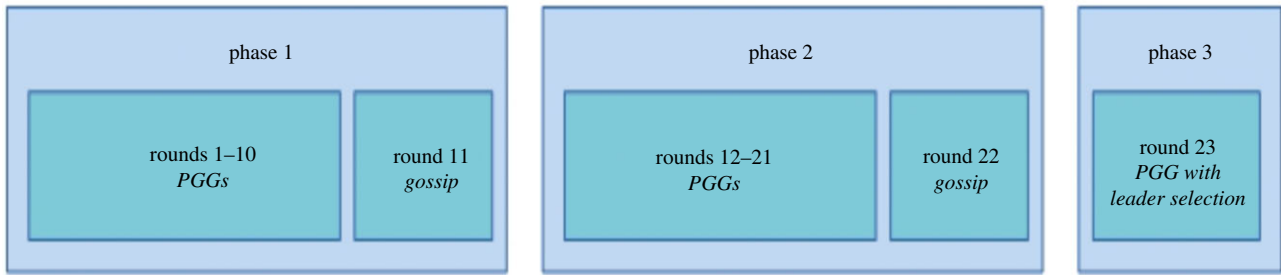 phase 1
rounds 1–10
PGGs
round 11
gossip
phase 2
rounds 12–21
PGGs
round 22
gossip
phase 3
round 23
PGG with
leader selection